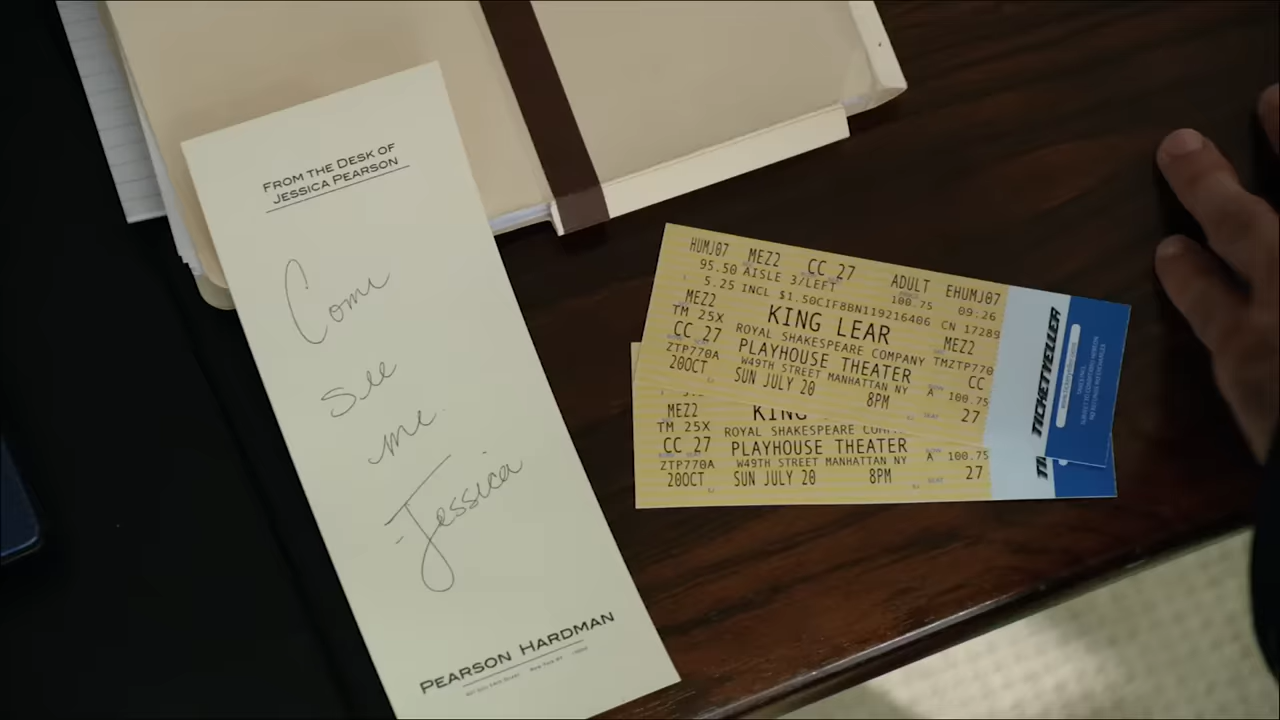 FROM THE DESK OF
JESSICA PEARSON
Come
see
me.
-Jessica
PEARSON HARDMAN
HUMJ07 MEZ2 CC 27 ADULT EHUMJ07
95.50 AISLE 3/LEFT 100.75 09:26
5.25 INCL $1.50 CN 17289
MEZ2 KING LEAR MEZ2
TM 25X ROYAL SHAKESPEARE COMPANY TMZTP770
CC 27 PLAYHOUSE THEATER CC
ZTP770A W49TH STREET MANHATTAN NY A 100.75
20OCT SUN JULY 20 8PM 27
TICKETYELLER
MEZ2 KING
TM 25X ROYAL SHAKESPEARE
CC 27 PLAYHOUSE THEATER A 100.75
ZTP770A W49TH STREET MANHATTAN NY
20OCT SUN JULY 20 8PM 27